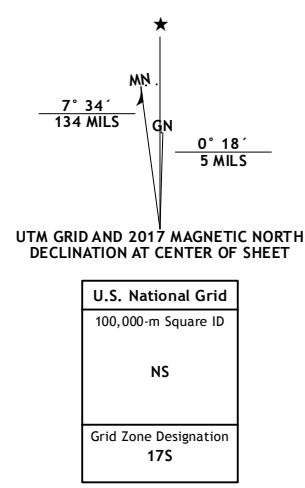 ★
MN
7° 34´
134 MILS
GN
0° 18´
5 MILS
UTM GRID AND 2017 MAGNETIC NORTH
DECLINATION AT CENTER OF SHEET
U.S. National Grid
100,000-m Square ID
NS
Grid Zone Designation
17S